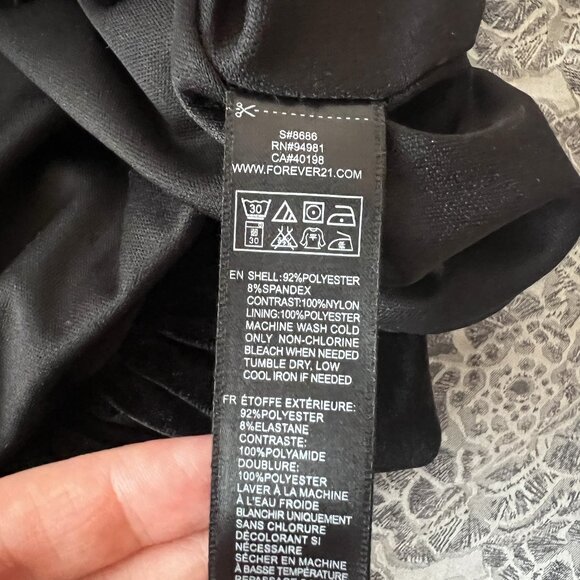 S#8686
RN#94981
CA#40198
WWW.FOREVER21.COM
30
30
EN SHELL:92%POLYESTER
8%SPANDEX
CONTRAST:100%NYLON
LINING:100%POLYESTER
MACHINE WASH COLD
ONLY NON-CHLORINE
BLEACH WHEN NEEDED
TUMBLE DRY, LOW
COOL IRON IF NEEDED
FR ÉTOFFE EXTÉRIEURE:
92%POLYESTER
8%ELASTANE
CONTRASTE:
100%POLYAMIDE
DOUBLURE:
100%POLYESTER
LAVER À LA MACHINE
À L'EAU FROIDE
BLANCHIR UNIQUEMENT
SANS CHLORURE
DÉCOLORANT SI
NÉCESSAIRE
SÉCHER EN MACHINE
À BASSE TEMPÉRATURE